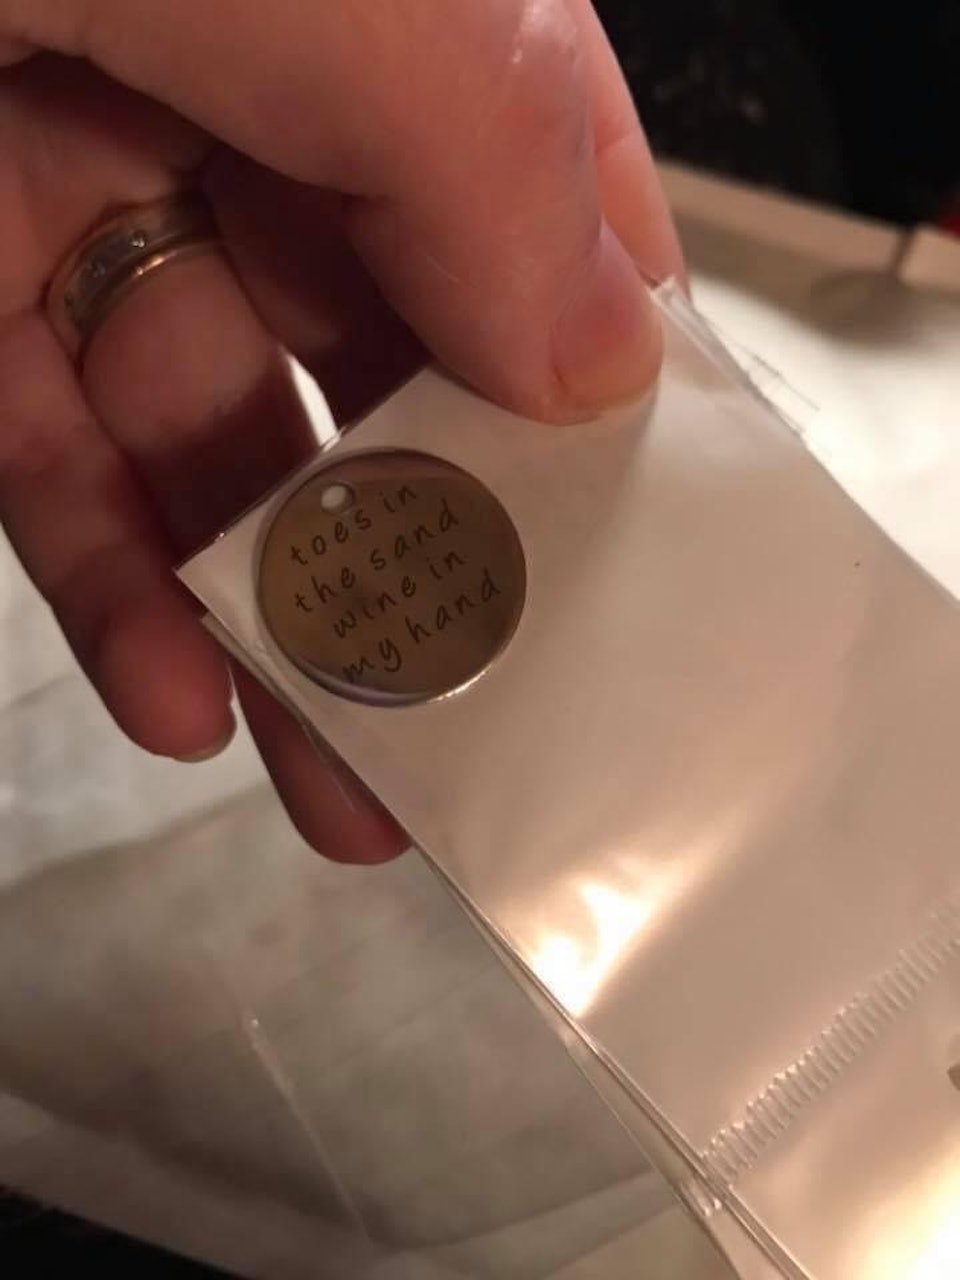 toes in
the sand
wine in
my hand